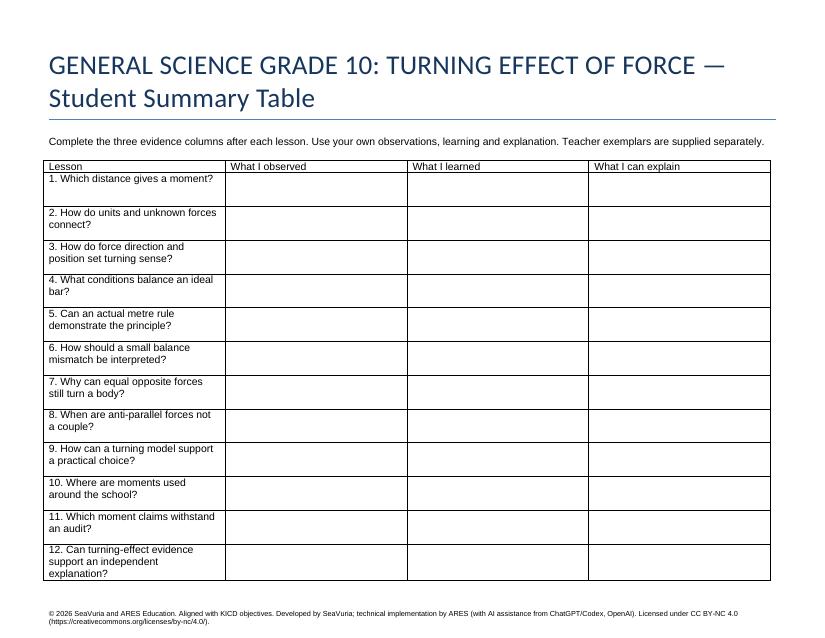 GENERAL SCIENCE GRADE 10: TURNING EFFECT OF FORCE —
Student Summary Table
Complete the three evidence columns after each lesson. Use your own observations, learning and explanation. Teacher exemplars are supplied separately.
Lesson What I observed What I learned What I can explain
1. Which distance gives a moment?
2. How do units and unknown forces
connect?
3. How do force direction and
position set turning sense?
4. What conditions balance an ideal
bar?
5. Can an actual metre rule
demonstrate the principle?
6. How should a small balance
mismatch be interpreted?
7. Why can equal opposite forces
still turn a body?
8. When are anti-parallel forces not
a couple?
9. How can a turning model support
a practical choice?
10. Where are moments used
around the school?
11. Which moment claims withstand
an audit?
12. Can turning-effect evidence
support an independent
explanation?
© 2026 SeaVuria and ARES Education. Aligned with KICD objectives. Developed by SeaVuria; technical implementation by ARES (with AI assistance from ChatGPT/Codex, OpenAI). Licensed under CC BY-NC 4.0
(https://creativecommons.org/licenses/by-nc/4.0/).